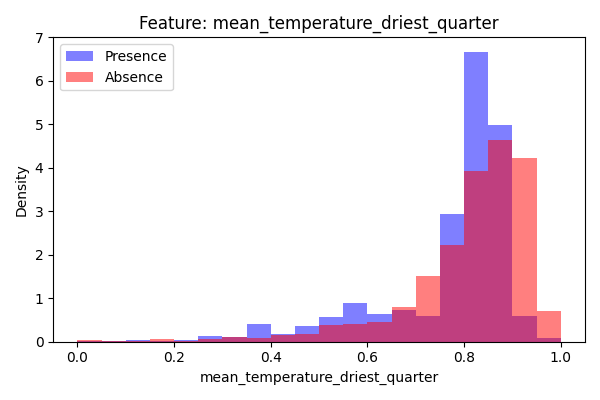 Feature: mean_temperature_driest_quarter
Presence
Absence
Density
7
6
5
4
3
2
1
0
0.0 0.2 0.4 0.6 0.8 1.0
mean_temperature_driest_quarter